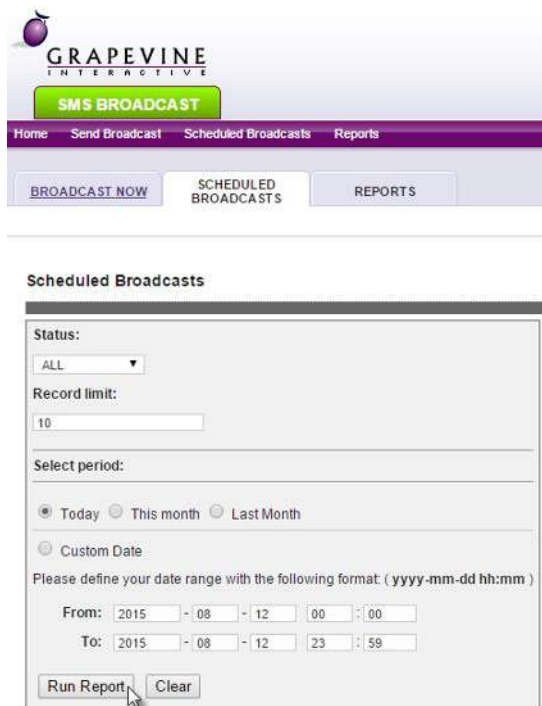 GRAPEVINE
INTERACTIVE
SMS BROADCAST
Home Send Broadcast Scheduled Broadcasts Reports
BROADCAST NOW
SCHEDULED
BROADCASTS
REPORTS
Scheduled Broadcasts
Status:
ALL
Record limit:
10
Select period:
Today This month Last Month
Custom Date
Please define your date range with the following format: ( yyyy-mm-dd hh:mm )
From: 2015 - 08 - 12 00 : 00
To: 2015 - 08 - 12 23 : 59
Run Report Clear